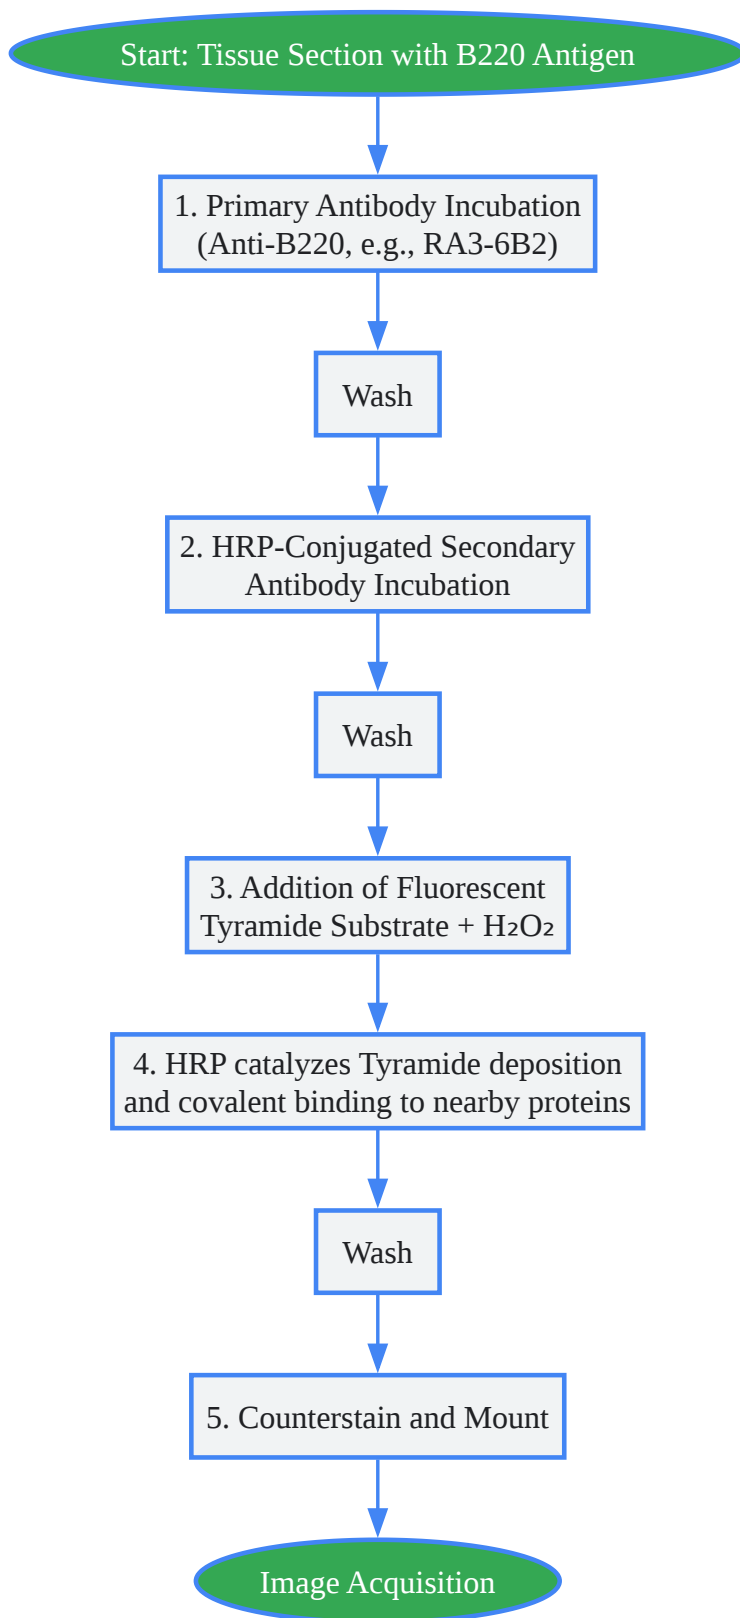 Start: Tissue Section with B220 Antigen
1. Primary Antibody Incubation
(Anti-B220, e.g., RA3-6B2)
Wash
2. HRP-Conjugated Secondary
Antibody Incubation
Wash
3. Addition of Fluorescent
Tyramide Substrate + H₂O₂
4. HRP catalyzes Tyramide deposition
and covalent binding to nearby proteins
Wash
5. Counterstain and Mount
Image Acquisition